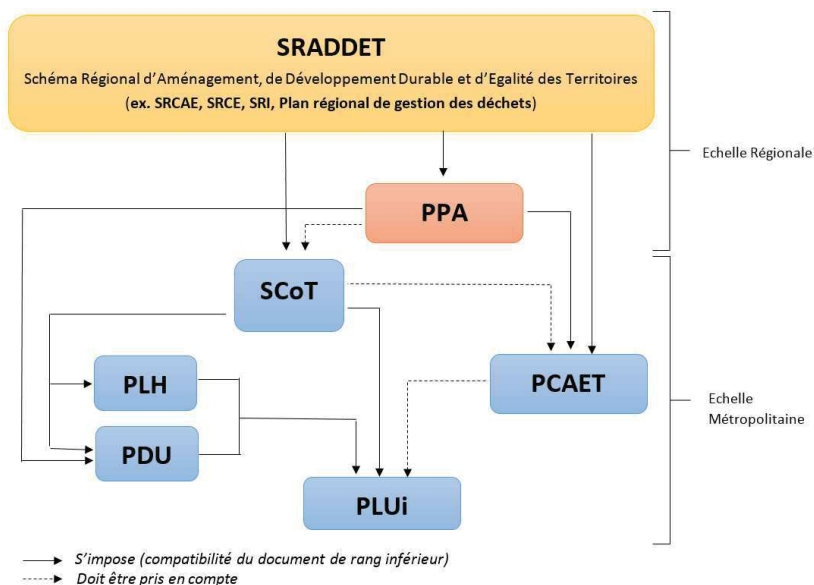 SRADDET
Schéma Régional d'Aménagement, de Développement Durable et d'Egalité des Territoires
(ex. SRCAE, SRCE, SRI, Plan régional de gestion des déchets)
Echelle Régionale
PPA
SCoT
PLH
PCAET
Echelle
Métropolitaine
PDU
PLUi
S'impose (compatibilité du document de rang inférieur)
Doit être pris en compte